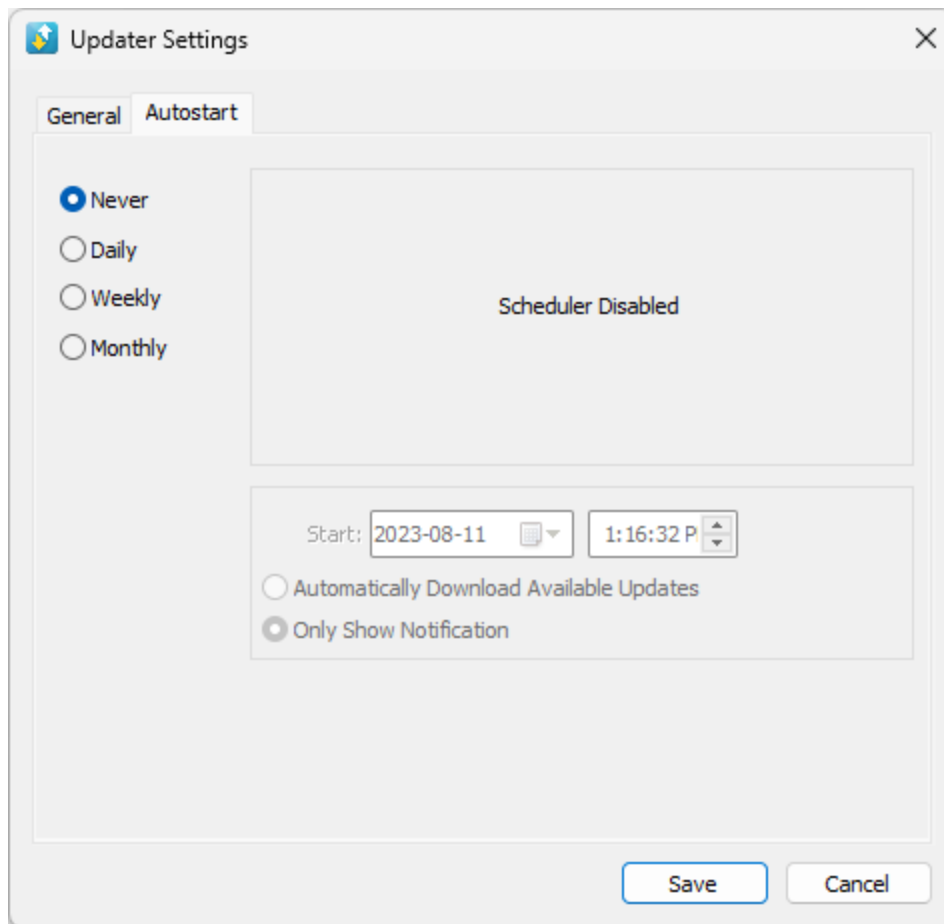 Updater Settings
General
Autostart
Never
Daily
Weekly
Monthly
Scheduler Disabled
Start: 2023-08-11 1:16:32 P
Automatically Download Available Updates
Only Show Notification
Save
Cancel